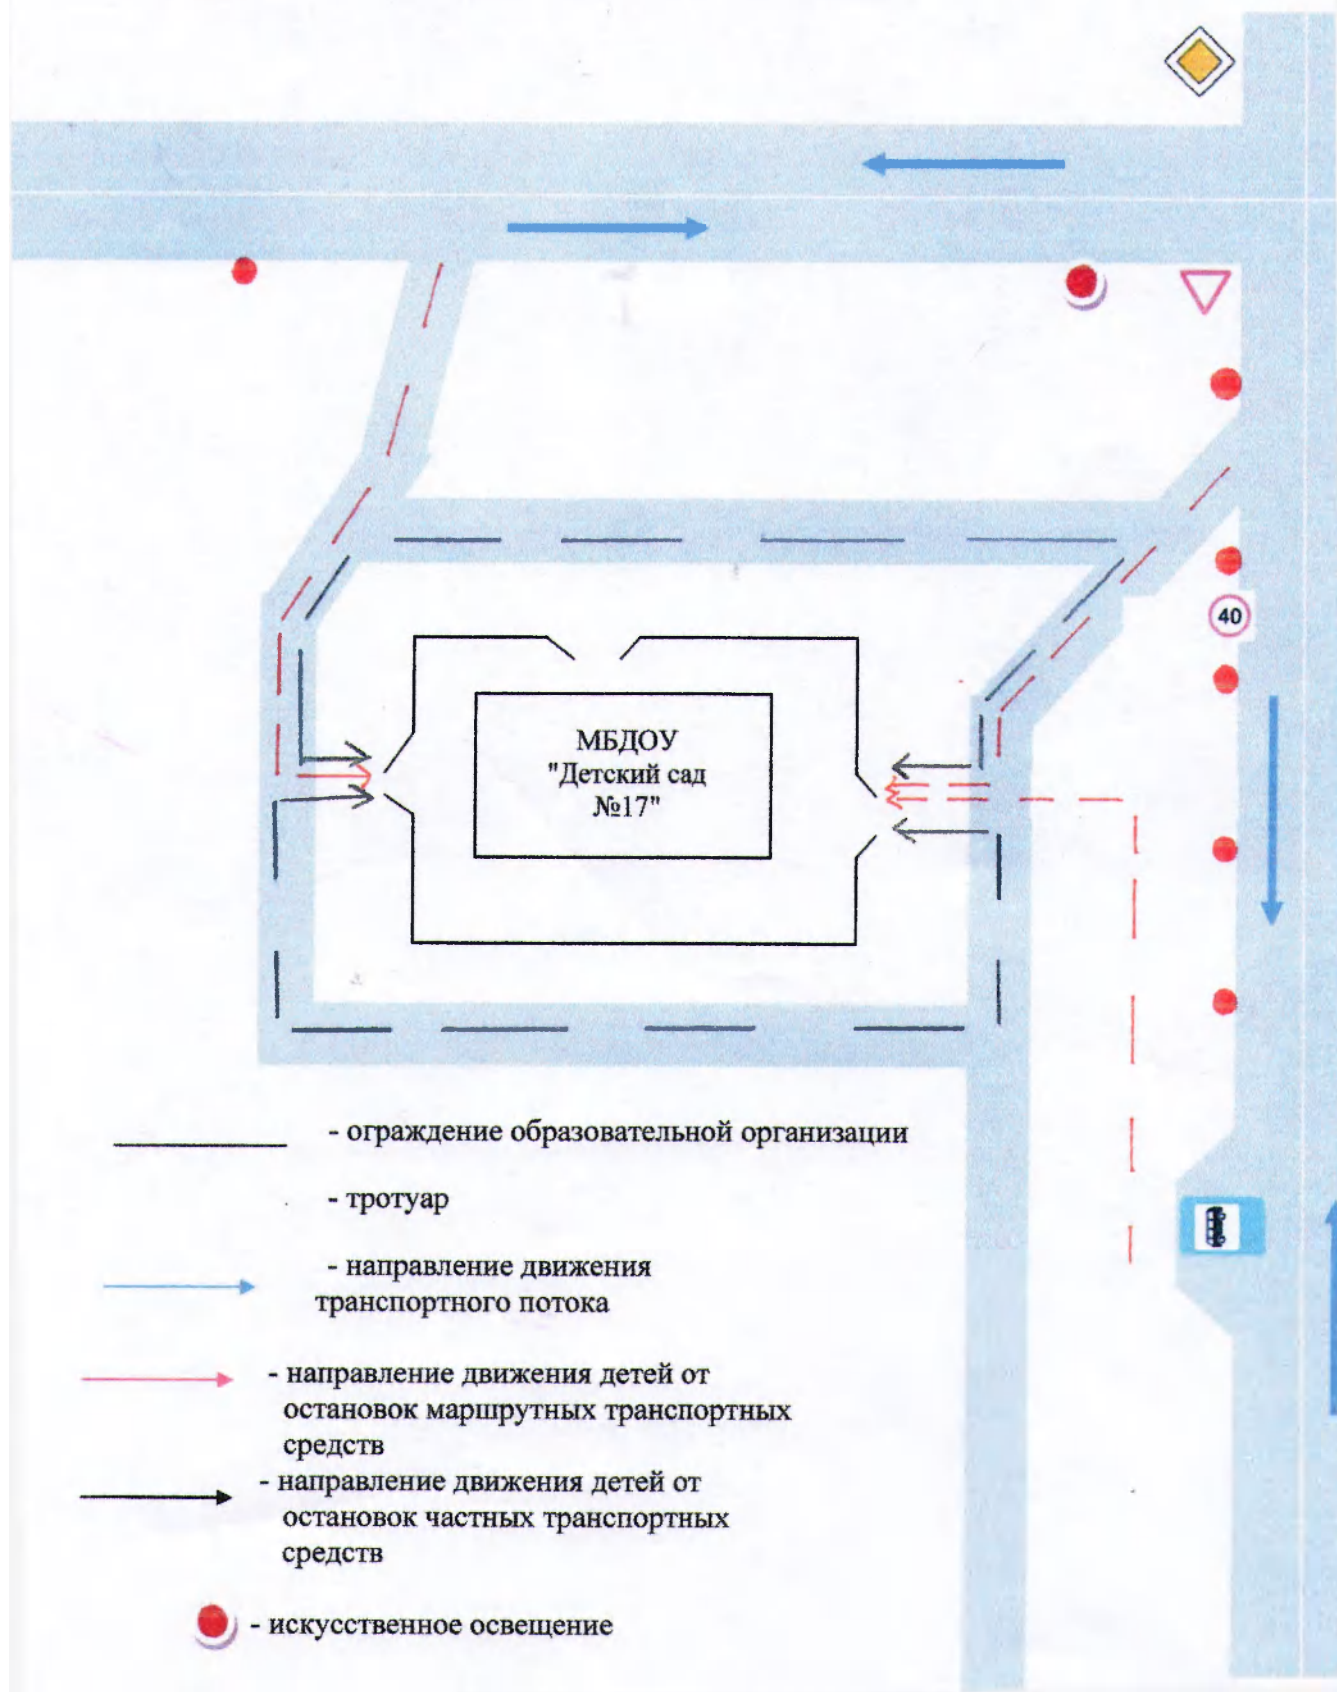 40
МБДОУ
"Детский сад
№17"
- ограждение образовательной организации
- тротуар
- направление движения
транспортного потока
- направление движения детей от
остановок маршрутных транспортных
средств
- направление движения детей от
остановок частных транспортных
средств
- искусственное освещение